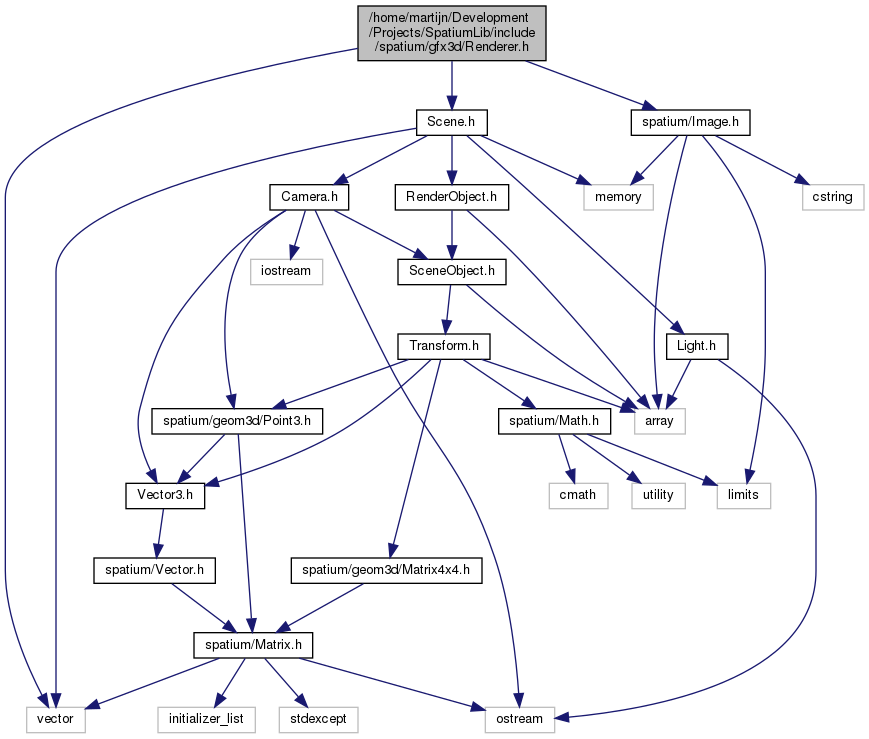 /home/martijn/Development
/Projects/SpatiumLib/include
/spatium/gfx3d/Renderer.h
Scene.h
spatium/Image.h
Camera.h
RenderObject.h
memory
cstring
iostream
SceneObject.h
Transform.h
Light.h
spatium/geom3d/Point3.h
spatium/Math.h
array
Vector3.h
cmath
utility
limits
spatium/Vector.h
spatium/geom3d/Matrix4x4.h
spatium/Matrix.h
vector
initializer_list
stdexcept
ostream